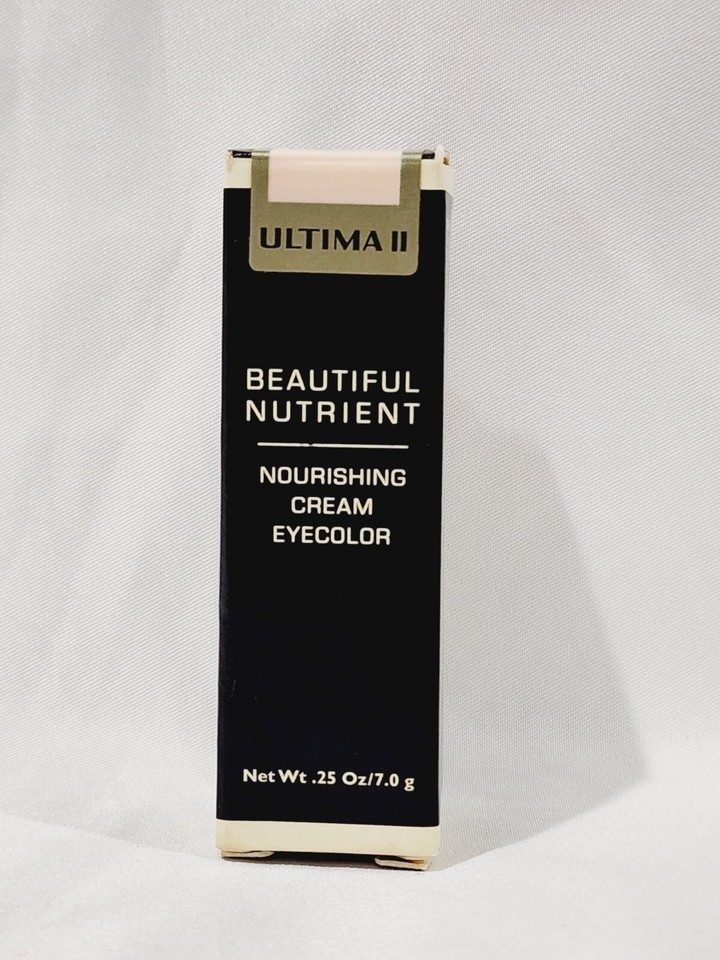 ULTIMA II
BEAUTIFUL
NUTRIENT
NOURISHING
CREAM
EYECOLOR
Net Wt .25 Oz/7.0 g